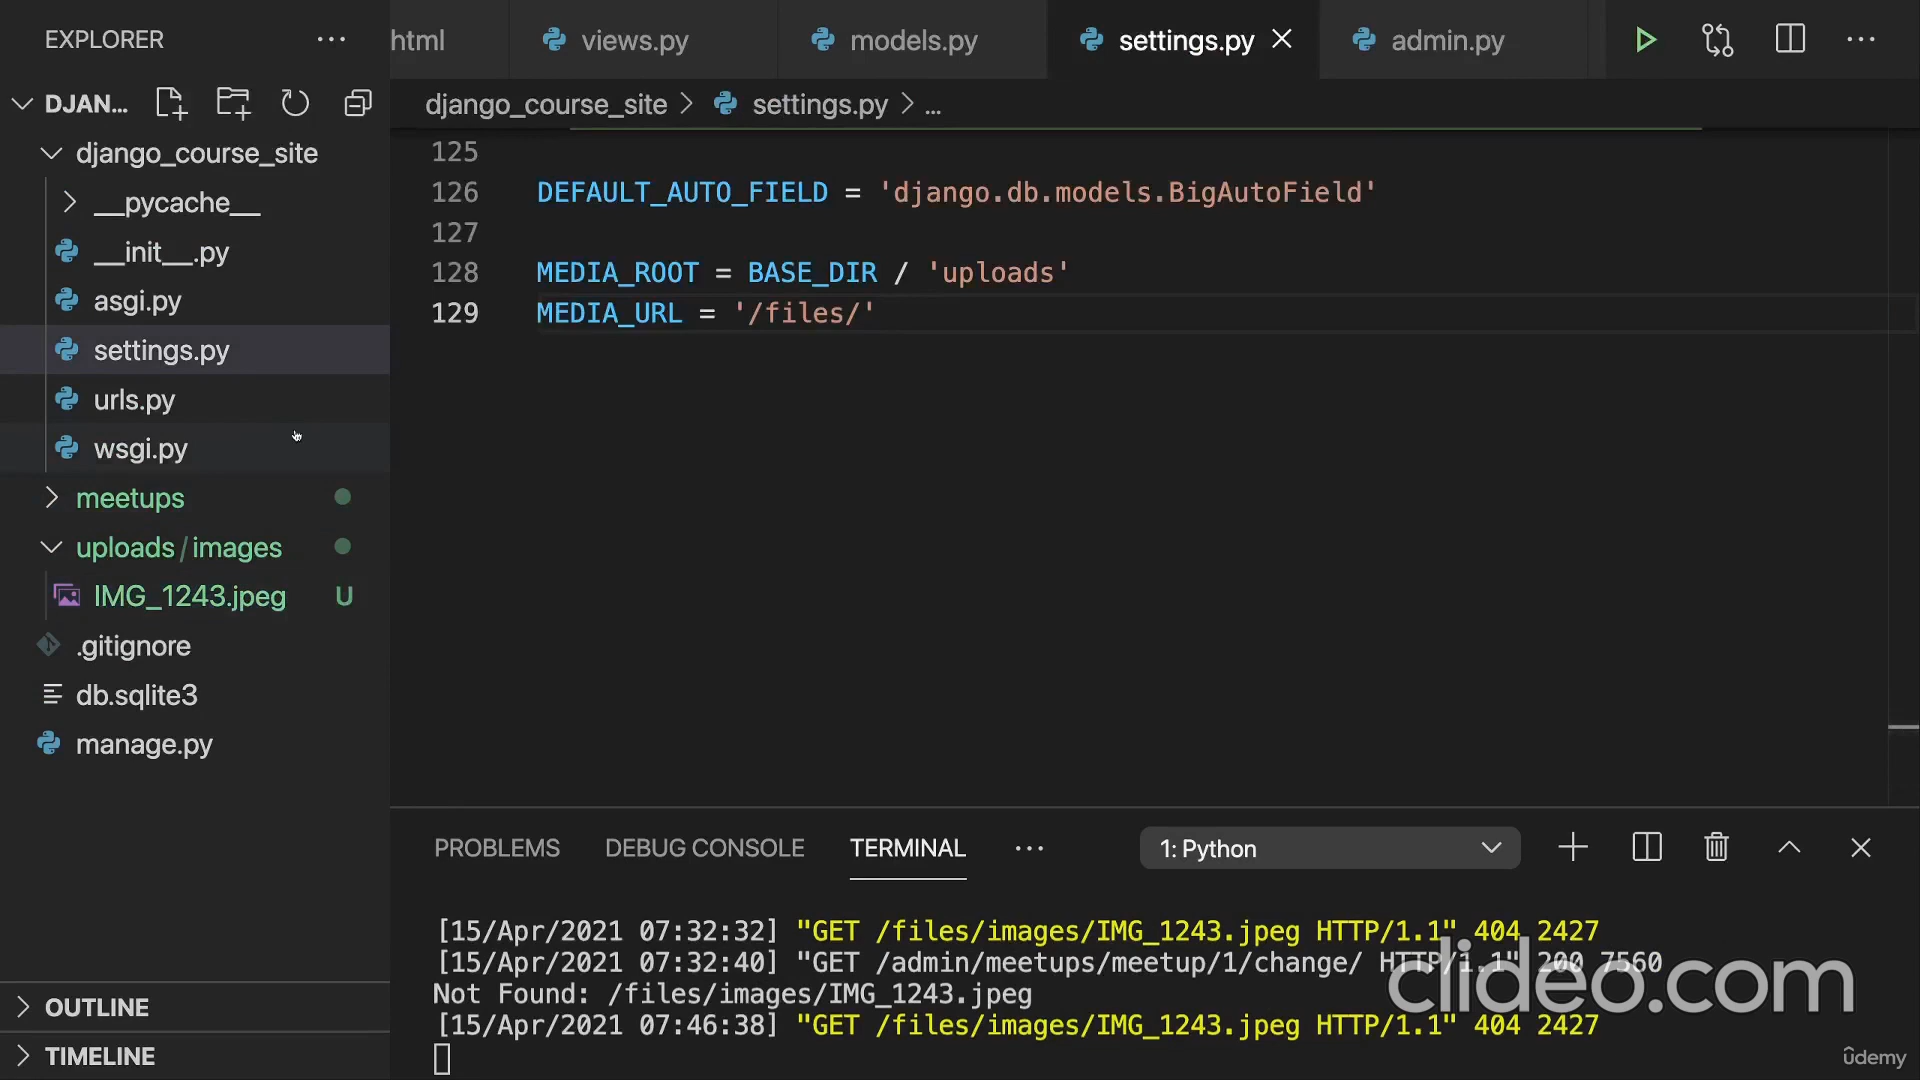 EXPLORER
html
views.py
models.py
settings.py
admin.py
DJAN...
django_course_site
__pycache__
__init__.py
asgi.py
settings.py
urls.py
wsgi.py
meetups
uploads / images
IMG_1243.jpeg U
.gitignore
db.sqlite3
manage.py
OUTLINE
TIMELINE
django_course_site > settings.py > ...
125
126 DEFAULT_AUTO_FIELD = 'django.db.models.BigAutoField'
127
128 MEDIA_ROOT = BASE_DIR / 'uploads'
129 MEDIA_URL = '/files/'
PROBLEMS DEBUG CONSOLE TERMINAL ... 1: Python
[15/Apr/2021 07:32:32] "GET /files/images/IMG_1243.jpeg HTTP/1.1" 404 2427
[15/Apr/2021 07:32:40] "GET /admin/meetups/meetup/1/change/ HTTP/1.1" 200 7560
Not Found: /files/images/IMG_1243.jpeg
[15/Apr/2021 07:46:38] "GET /files/images/IMG_1243.jpeg HTTP/1.1" 404 2427
clideo.com
ûdemy